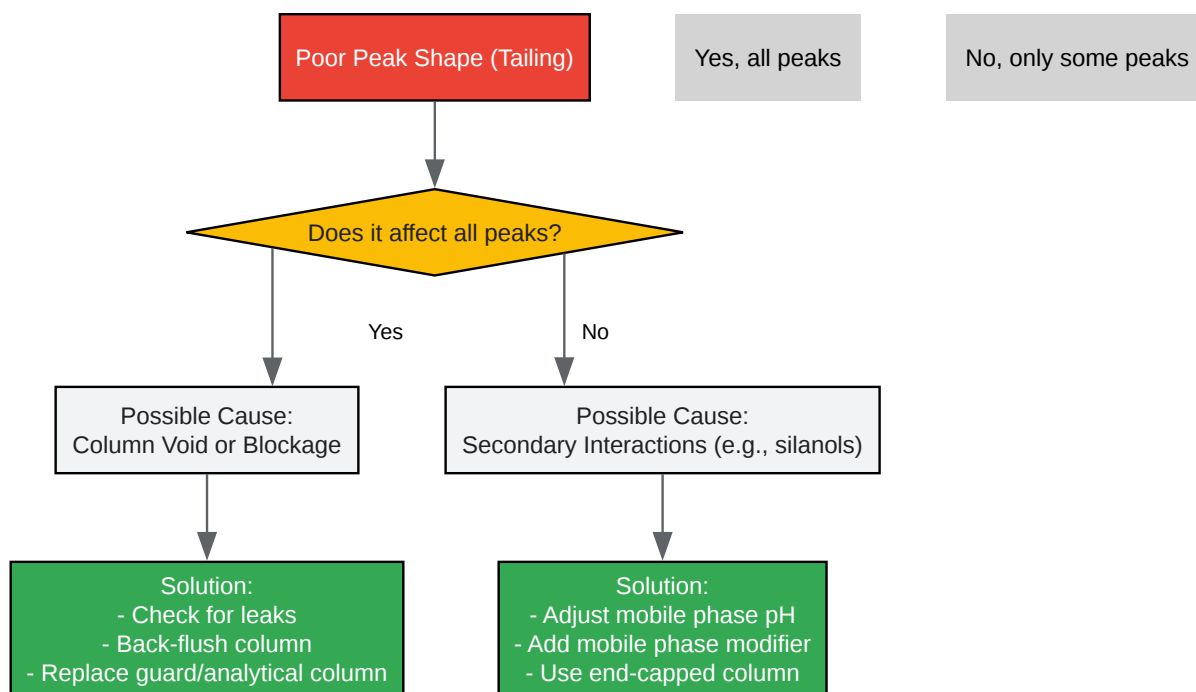 Poor Peak Shape (Tailing)
Yes, all peaks
No, only some peaks
Does it affect all peaks?
Yes
No
Possible Cause:
Column Void or Blockage
Possible Cause:
Secondary Interactions (e.g., silanols)
Solution:
- Check for leaks
- Back-flush column
- Replace guard/analytical column
Solution:
- Adjust mobile phase pH
- Add mobile phase modifier
- Use end-capped column